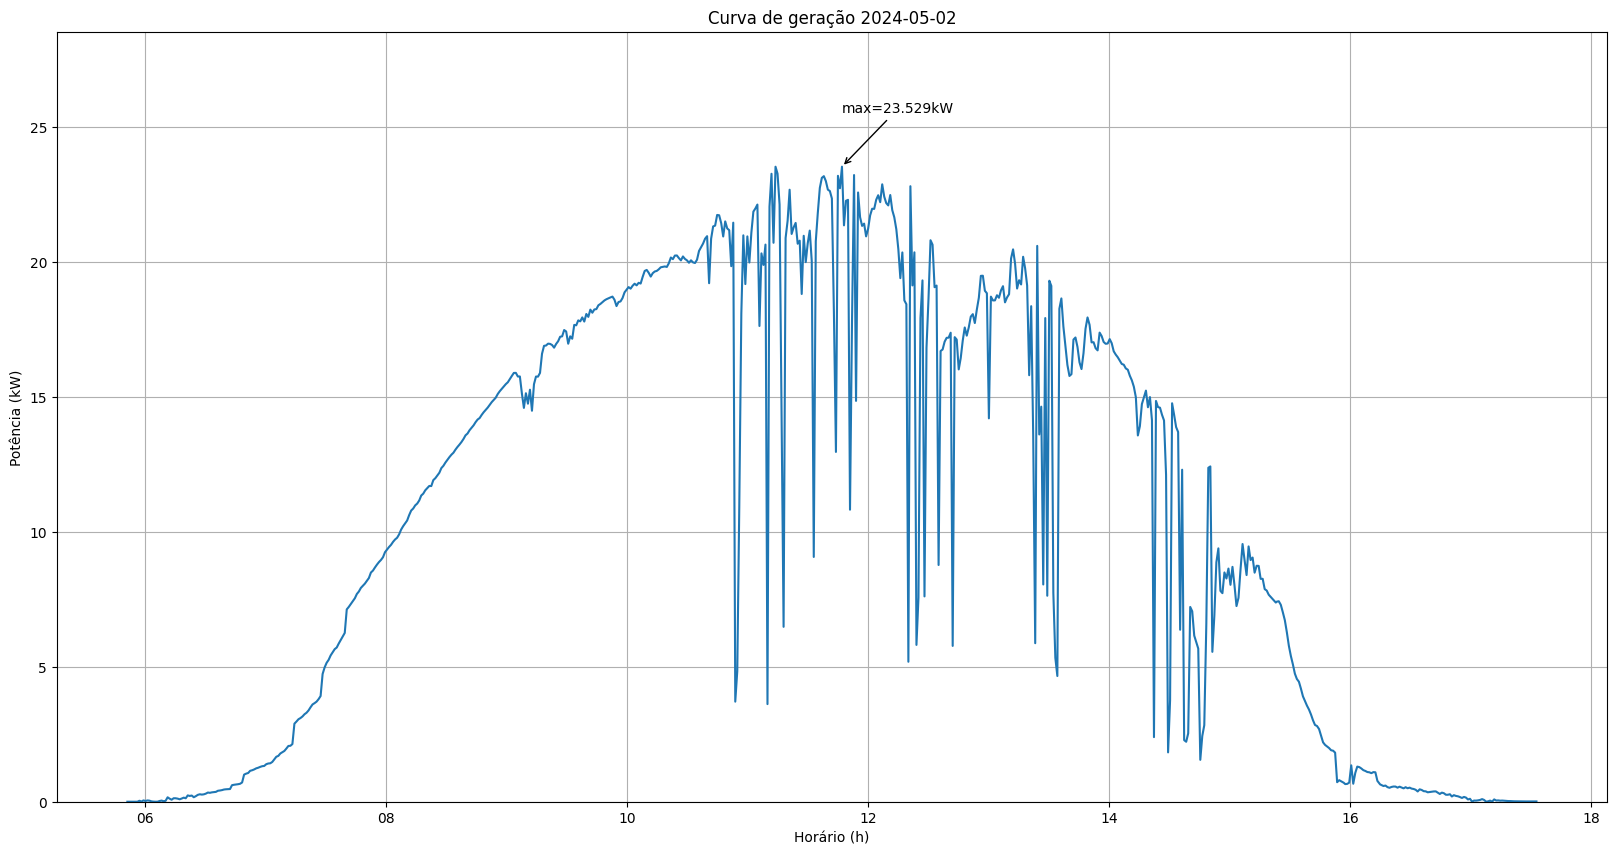 Curva de geração 2024-05-02
max=23.529kW
Potência (kW)
25
20
15
10
5
0
06 08 10 12 14 16 18
Horário (h)